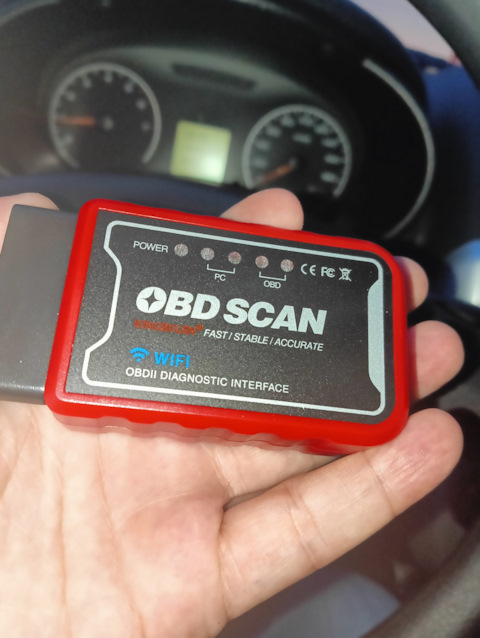 POWER
PC
OBD
CE FC
OBD SCAN
FAST / STABLE / ACCURATE
WIFI
OBDII DIAGNOSTIC INTERFACE